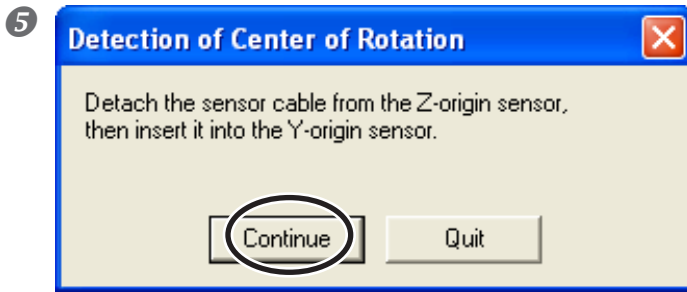 5
Detection of Center of Rotation
Detach the sensor cable from the Z-origin sensor,
then insert it into the Y-origin sensor.
Continue Quit